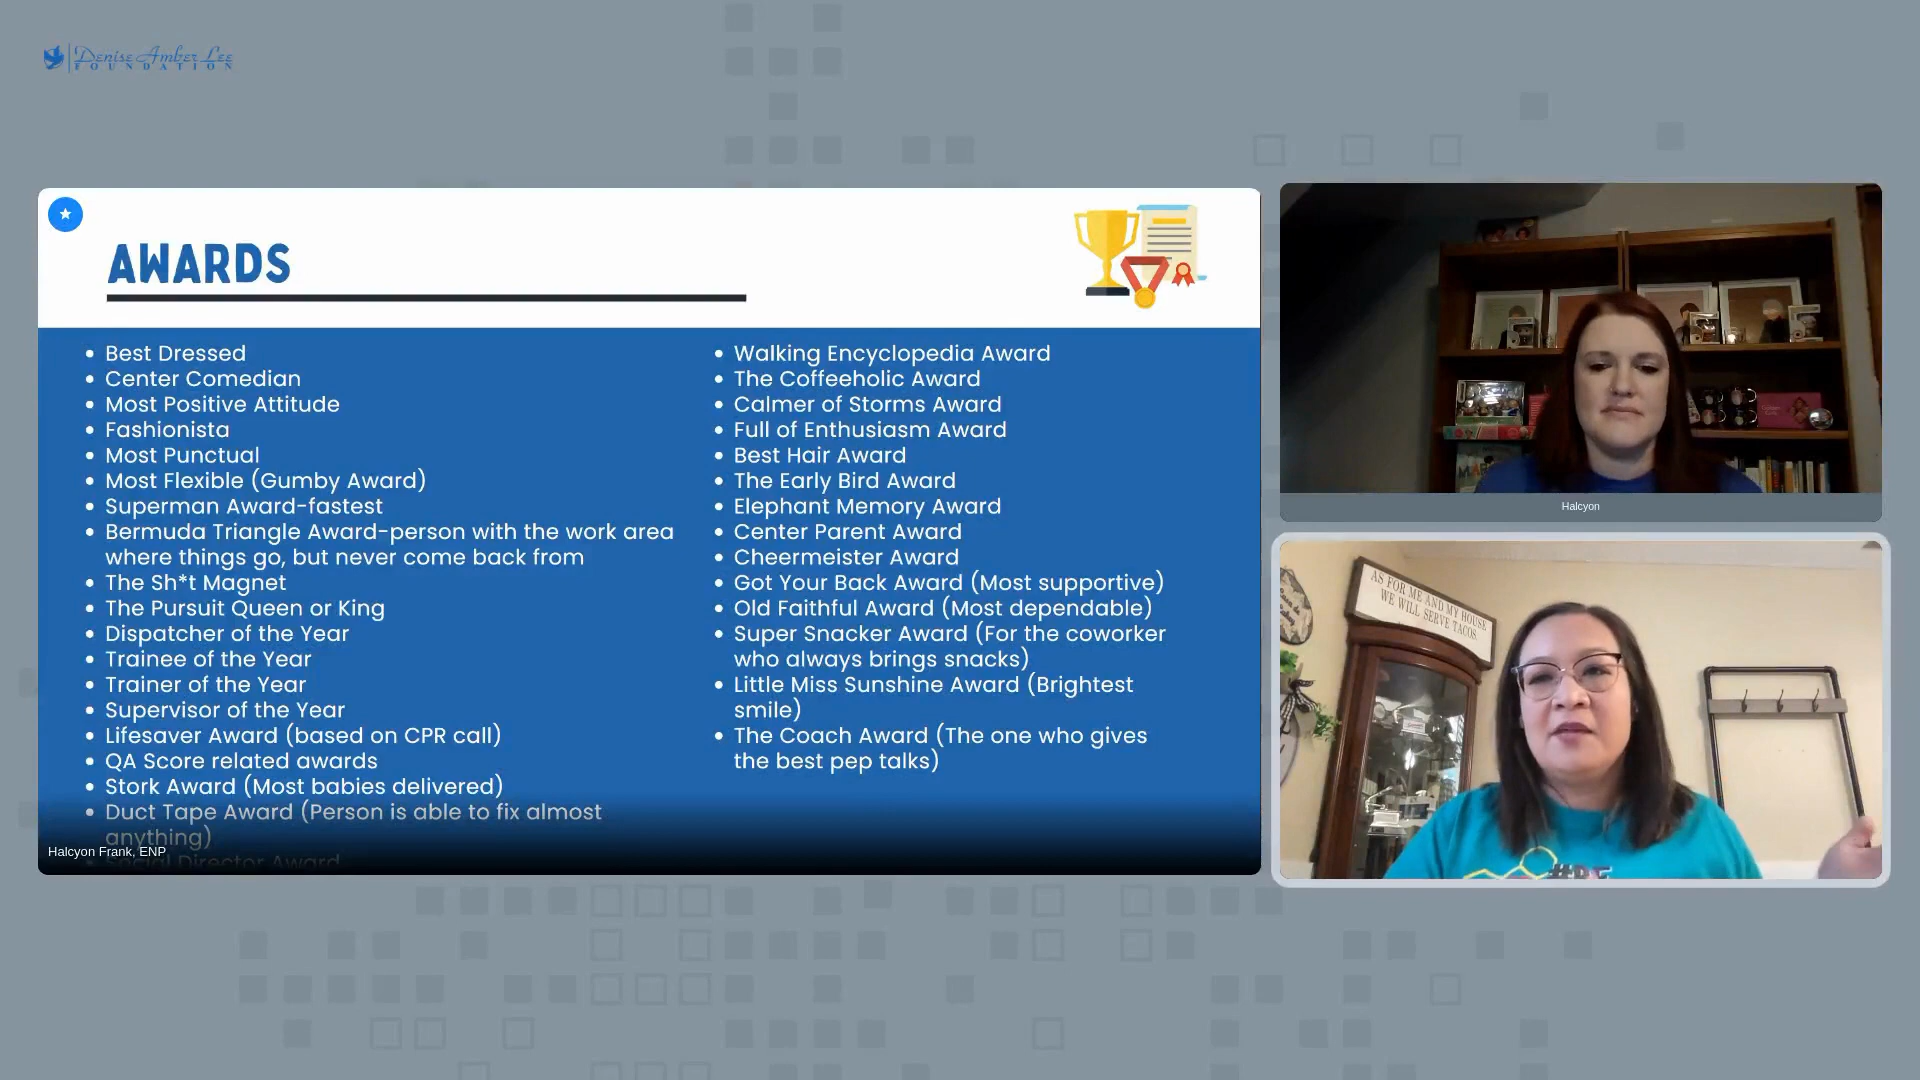 Denise Amber Lee
FOUNDATION
AWARDS
Best Dressed
Center Comedian
Most Positive Attitude
Fashionista
Most Punctual
Most Flexible (Gumby Award)
Superman Award-fastest
Bermuda Triangle Award-person with the work area
where things go, but never come back from
The Sh*t Magnet
The Pursuit Queen or King
Dispatcher of the Year
Trainee of the Year
Trainer of the Year
Supervisor of the Year
Lifesaver Award (based on CPR call)
QA Score related awards
Stork Award (Most babies delivered)
Duct Tape Award (Person is able to fix almost
anything)
Social Director Award
Walking Encyclopedia Award
The Coffeeholic Award
Calmer of Storms Award
Full of Enthusiasm Award
Best Hair Award
The Early Bird Award
Elephant Memory Award
Center Parent Award
Cheermeister Award
Got Your Back Award (Most supportive)
Old Faithful Award (Most dependable)
Super Snacker Award (For the coworker
who always brings snacks)
Little Miss Sunshine Award (Brightest
smile)
The Coach Award (The one who gives
the best pep talks)
Halcyon Frank, ENP
Halcyon
AS FOR ME AND MY HOUSE
WE WILL SERVE TACOS.